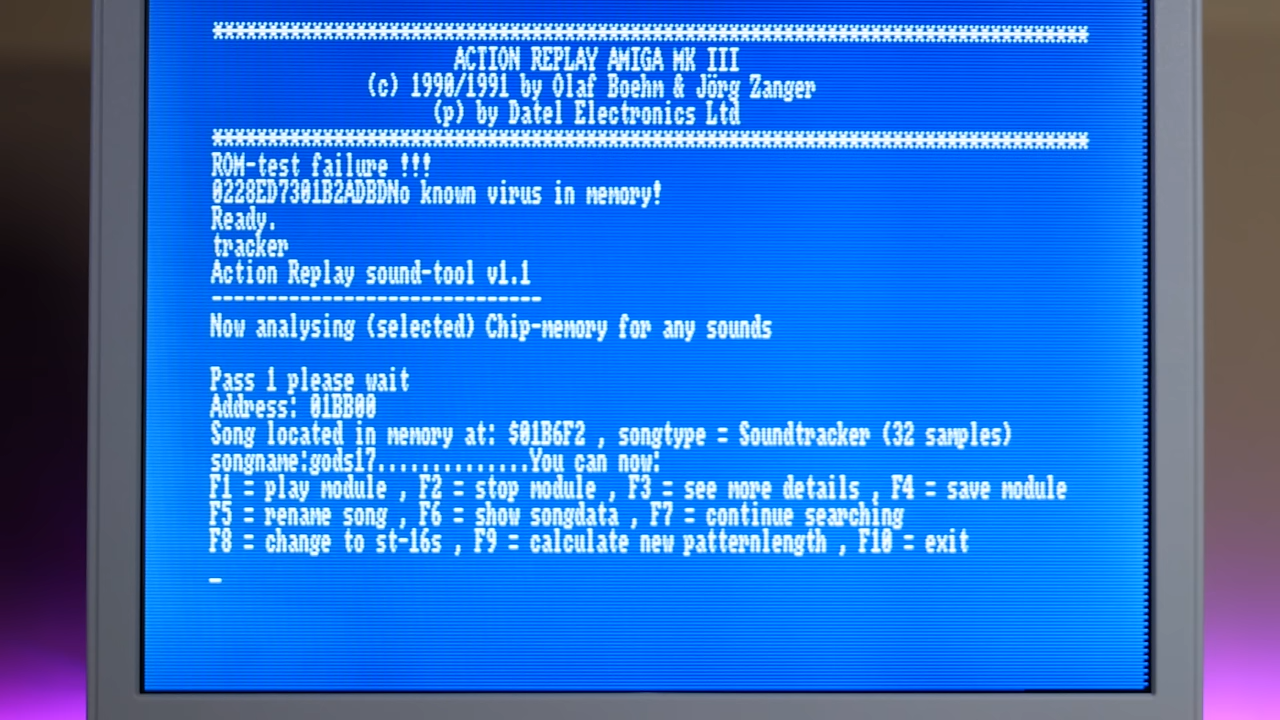 ********************************************************************************
ACTION REPLAY AMIGA MK III
(c) 1990/1991 by Olaf Boehm & Jörg Zanger
(p) by Datel Electronics Ltd
********************************************************************************
ROM-test failure !!!
0228ED7301B2ADBDNo known virus in memory!
Ready.
tracker
Action Replay sound-tool v1.1
------------------------------
Now analysing (selected) Chip-memory for any sounds
Pass 1 please wait
Address: 01BB00
Song located in memory at: $01B6F2 , songtype = Soundtracker (32 samples)
songname:gods17..............You can now:
F1 = play module , F2 = stop module , F3 = see more details , F4 = save module
F5 = rename song , F6 = show songdata , F7 = continue searching
F8 = change to st-16s , F9 = calculate new patternlength , F10 = exit
_